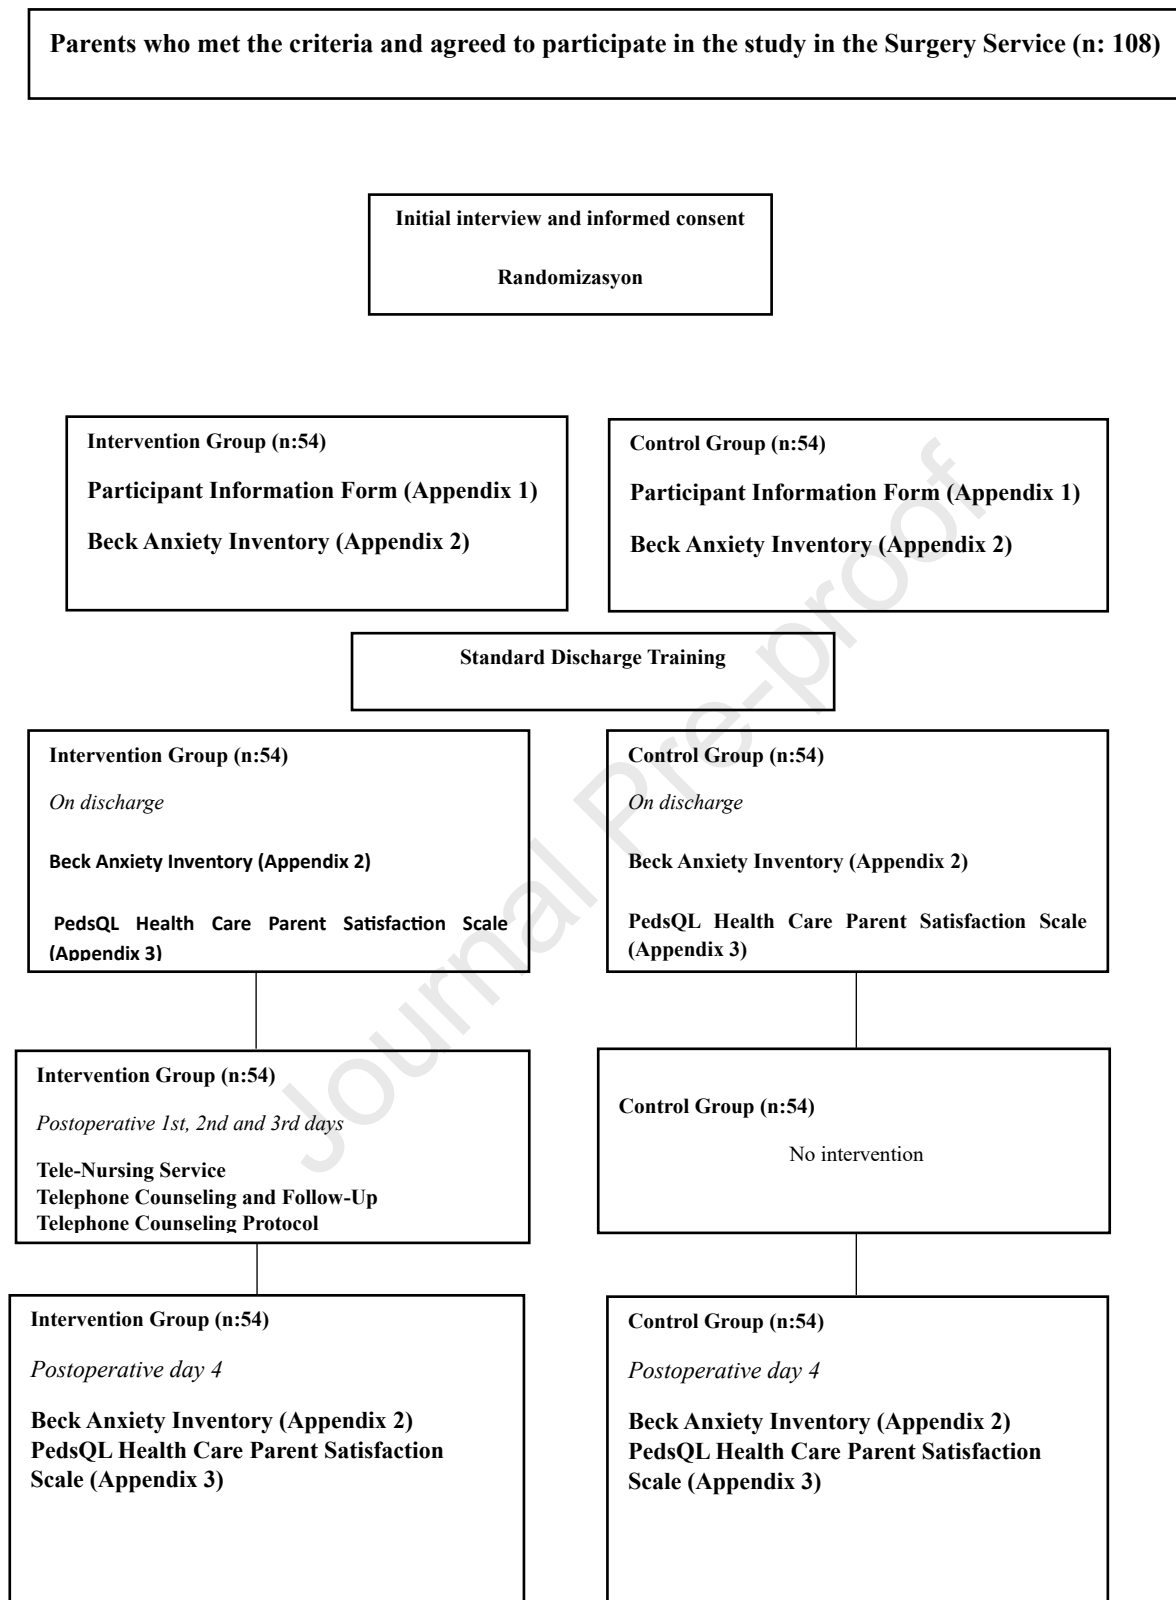 Parents who met the criteria and agreed to participate in the study in the Surgery Service (n: 108)
Initial interview and informed consent
Randomizasyon
Intervention Group (n:54)
Participant Information Form (Appendix 1)
Beck Anxiety Inventory (Appendix 2)
Control Group (n:54)
Participant Information Form (Appendix 1)
Beck Anxiety Inventory (Appendix 2)
Standard Discharge Training
Intervention Group (n:54)
On discharge
Beck Anxiety Inventory (Appendix 2)
PedsQL Health Care Parent Satisfaction Scale
(Appendix 3)
Control Group (n:54)
On discharge
Beck Anxiety Inventory (Appendix 2)
PedsQL Health Care Parent Satisfaction Scale
(Appendix 3)
Intervention Group (n:54)
Postoperative 1st, 2nd and 3rd days
Tele-Nursing Service
Telephone Counseling and Follow-Up
Telephone Counseling Protocol
Control Group (n:54)
No intervention
Intervention Group (n:54)
Postoperative day 4
Beck Anxiety Inventory (Appendix 2)
PedsQL Health Care Parent Satisfaction
Scale (Appendix 3)
Control Group (n:54)
Postoperative day 4
Beck Anxiety Inventory (Appendix 2)
PedsQL Health Care Parent Satisfaction
Scale (Appendix 3)
Journal Pre-proof